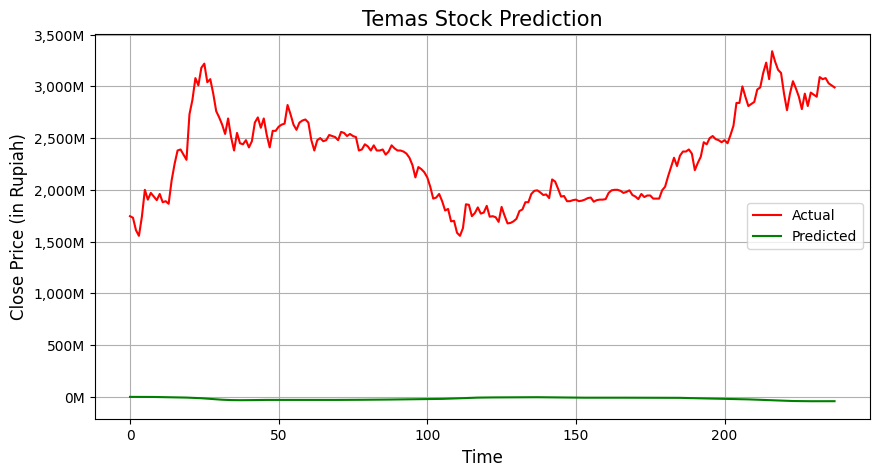 Temas Stock Prediction
Close Price (in Rupiah)
3,500M
3,000M
2,500M
2,000M
1,500M
1,000M
500M
0M
Actual
Predicted
0
50
100
150
200
Time